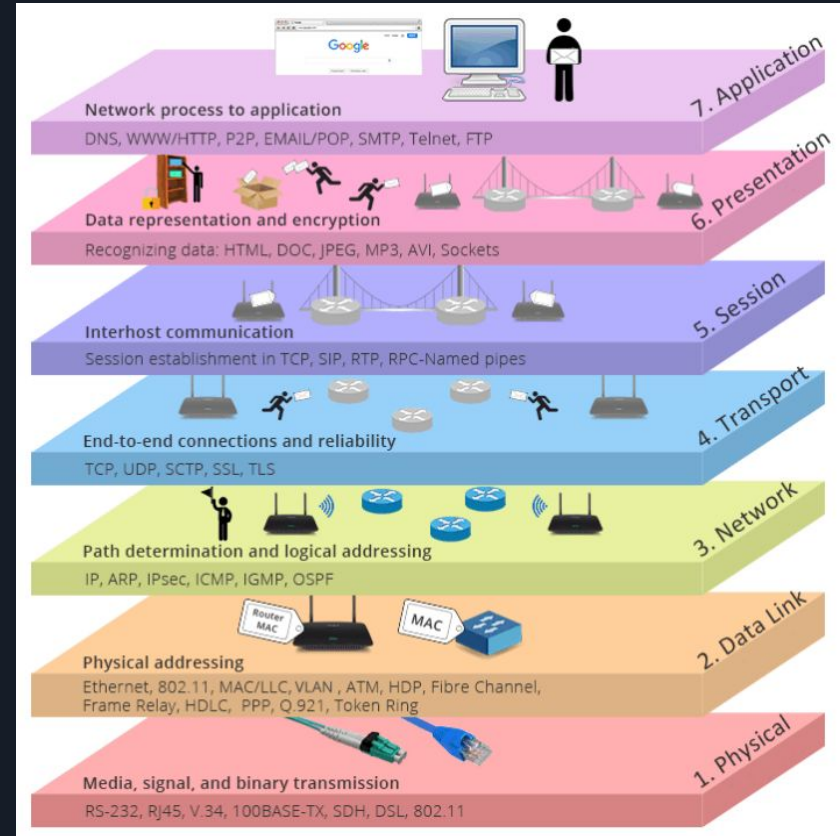 Google
7. Application
Network process to application
DNS, WWW/HTTP, P2P, EMAIL/POP, SMTP, Telnet, FTP
6. Presentation
Data representation and encryption
Recognizing data: HTML, DOC, JPEG, MP3, AVI, Sockets
5. Session
Interhost communication
Session establishment in TCP, SIP, RTP, RPC-Named pipes
4. Transport
End-to-end connections and reliability
TCP, UDP, SCTP, SSL, TLS
3. Network
Path determination and logical addressing
IP, ARP, IPsec, ICMP, IGMP, OSPF
2. Data Link
Router
MAC
MAC
Physical addressing
Ethernet, 802.11, MAC/LLC, VLAN , ATM, HDP, Fibre Channel,
Frame Relay, HDLC, PPP, Q.921, Token Ring
1. Physical
Media, signal, and binary transmission
RS-232, RJ45, V.34, 100BASE-TX, SDH, DSL, 802.11